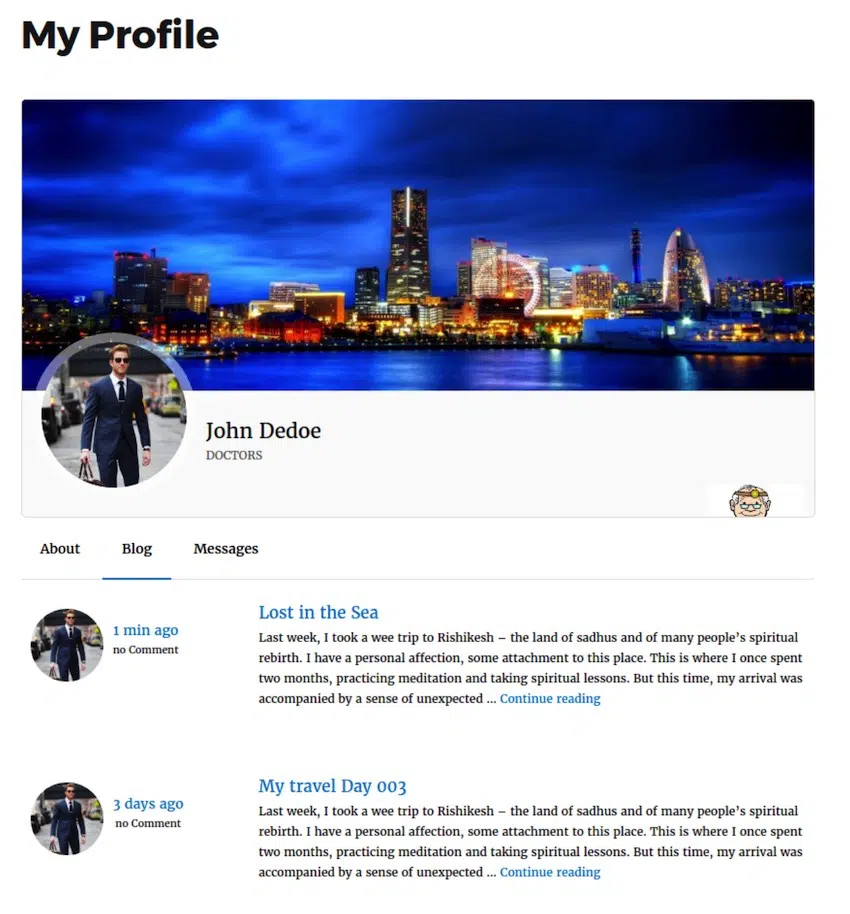 My Profile
John Dedoe
DOCTORS
About Blog Messages
1 min ago
no Comment
Lost in the Sea
Last week, I took a wee trip to Rishikesh – the land of sadhus and of many people’s spiritual
rebirth. I have a personal affection, some attachment to this place. This is where I once spent
two months, practicing meditation and taking spiritual lessons. But this time, my arrival was
accompanied by a sense of unexpected ... Continue reading
3 days ago
no Comment
My travel Day 003
Last week, I took a wee trip to Rishikesh – the land of sadhus and of many people’s spiritual
rebirth. I have a personal affection, some attachment to this place. This is where I once spent
two months, practicing meditation and taking spiritual lessons. But this time, my arrival was
accompanied by a sense of unexpected ... Continue reading